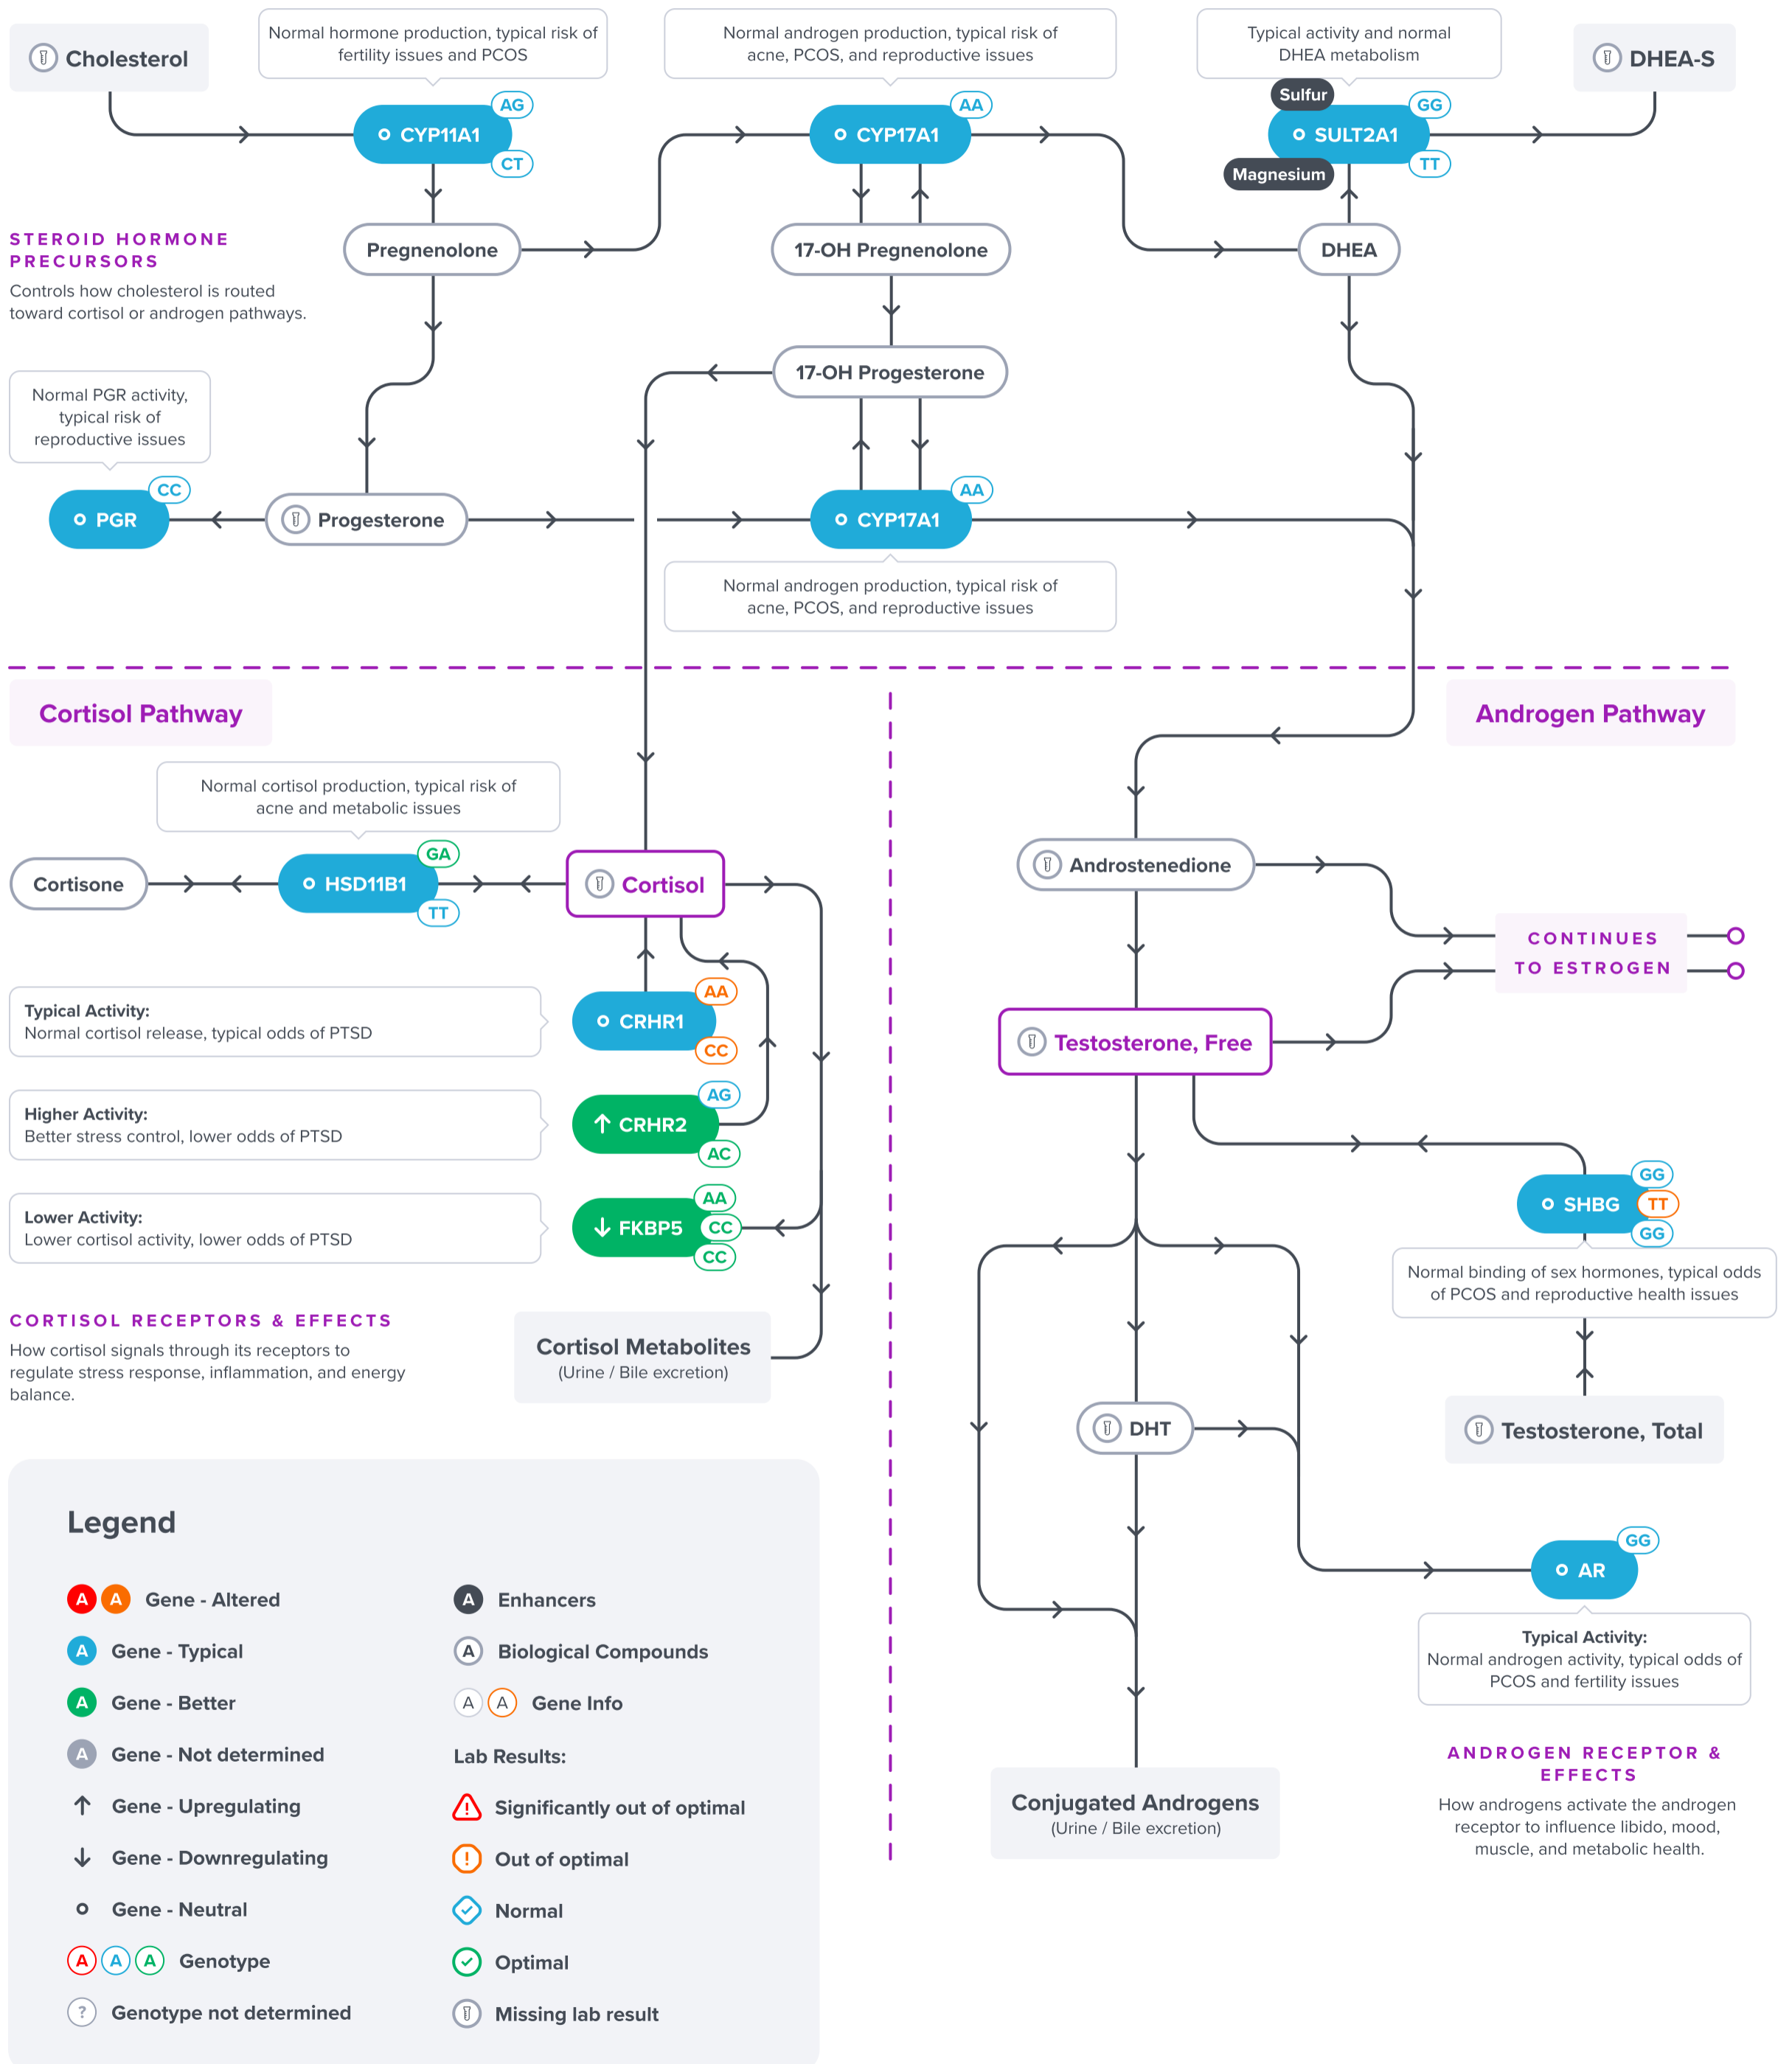 Cholesterol
Normal hormone production, typical risk of
fertility issues and PCOS
Normal androgen production, typical risk of
acne, PCOS, and reproductive issues
Typical activity and normal
DHEA metabolism
DHEA-S
Sulfur
AG
CYP11A1
CT
AA
CYP17A1
GG
SULT2A1
TT
Magnesium
STEROID HORMONE
PRECURSORS
Controls how cholesterol is routed
toward cortisol or androgen pathways.
Pregnenolone
17-OH Pregnenolone
DHEA
17-OH Progesterone
Normal PGR activity,
typical risk of
reproductive issues
CC
PGR
Progesterone
AA
CYP17A1
Normal androgen production, typical risk of
acne, PCOS, and reproductive issues
Cortisol Pathway
Androgen Pathway
Normal cortisol production, typical risk of
acne and metabolic issues
Cortisone
GA
HSD11B1
TT
Cortisol
Androstenedione
CONTINUES
TO ESTROGEN
Typical Activity:
Normal cortisol release, typical odds of PTSD
AA
CRHR1
CC
Testosterone, Free
Higher Activity:
Better stress control, lower odds of PTSD
AG
CRHR2
AC
Lower Activity:
Lower cortisol activity, lower odds of PTSD
AA
FKBP5
CC
CC
GG
SHBG
TT
GG
Normal binding of sex hormones, typical odds
of PCOS and reproductive health issues
CORTISOL RECEPTORS & EFFECTS
How cortisol signals through its receptors to
regulate stress response, inflammation, and energy
balance.
Cortisol Metabolites
(Urine / Bile excretion)
DHT
Testosterone, Total
GG
AR
Typical Activity:
Normal androgen activity, typical odds of
PCOS and fertility issues
ANDROGEN RECEPTOR &
EFFECTS
How androgens activate the androgen
receptor to influence libido, mood,
muscle, and metabolic health.
Conjugated Androgens
(Urine / Bile excretion)
Legend
A A Gene - Altered
A Gene - Typical
A Gene - Better
A Gene - Not determined
Gene - Upregulating
Gene - Downregulating
Gene - Neutral
A A A Genotype
? Genotype not determined
A Enhancers
A Biological Compounds
A A Gene Info
Lab Results:
Significantly out of optimal
Out of optimal
Normal
Optimal
Missing lab result